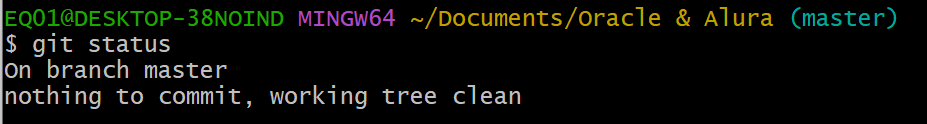 EQ01@DESKTOP-38NOIND MINGW64 ~/Documents/Oracle & Alura (master)
$ git status
On branch master
nothing to commit, working tree clean